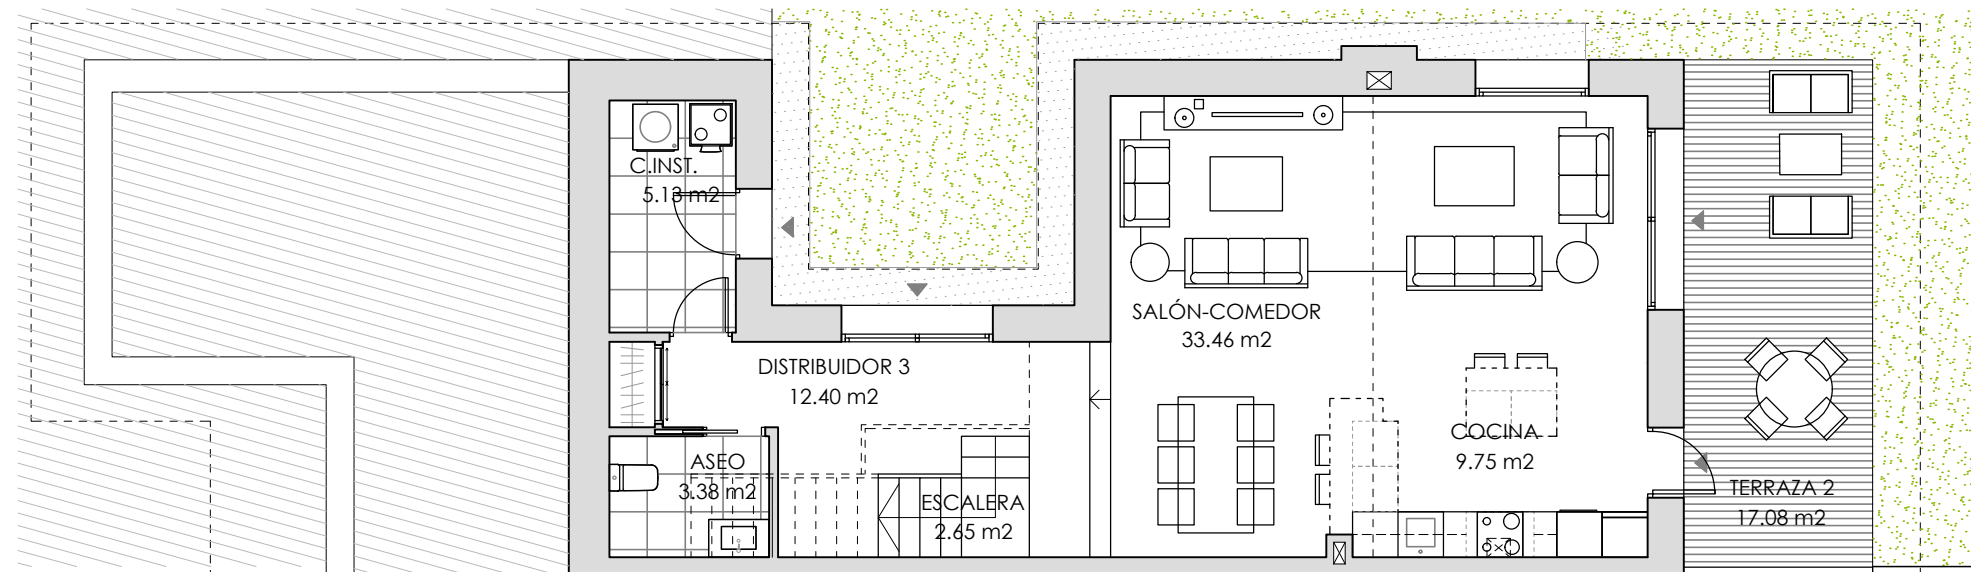 C.INST.
5.13 m2
SALÓN-COMEDOR
33.46 m2
DISTRIBUIDOR 3
12.40 m2
COCINA
9.75 m2
ASEO
3.38 m2
ESCALERA
2.65 m2
TERRAZA 2
17.08 m2